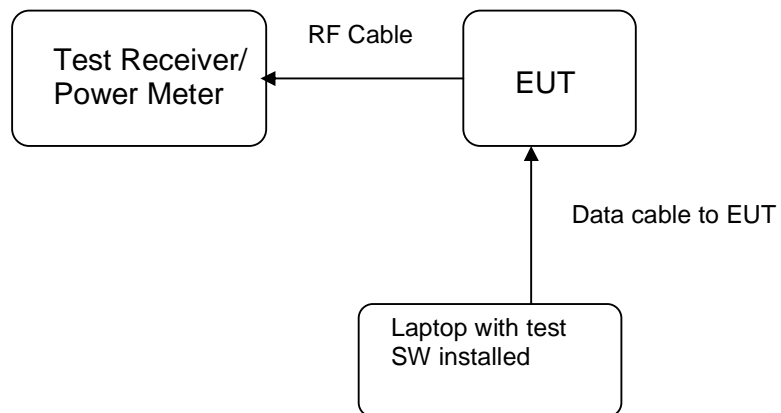 RF Cable
Test Receiver/
Power Meter
EUT
Data cable to EUT
Laptop with test
SW installed